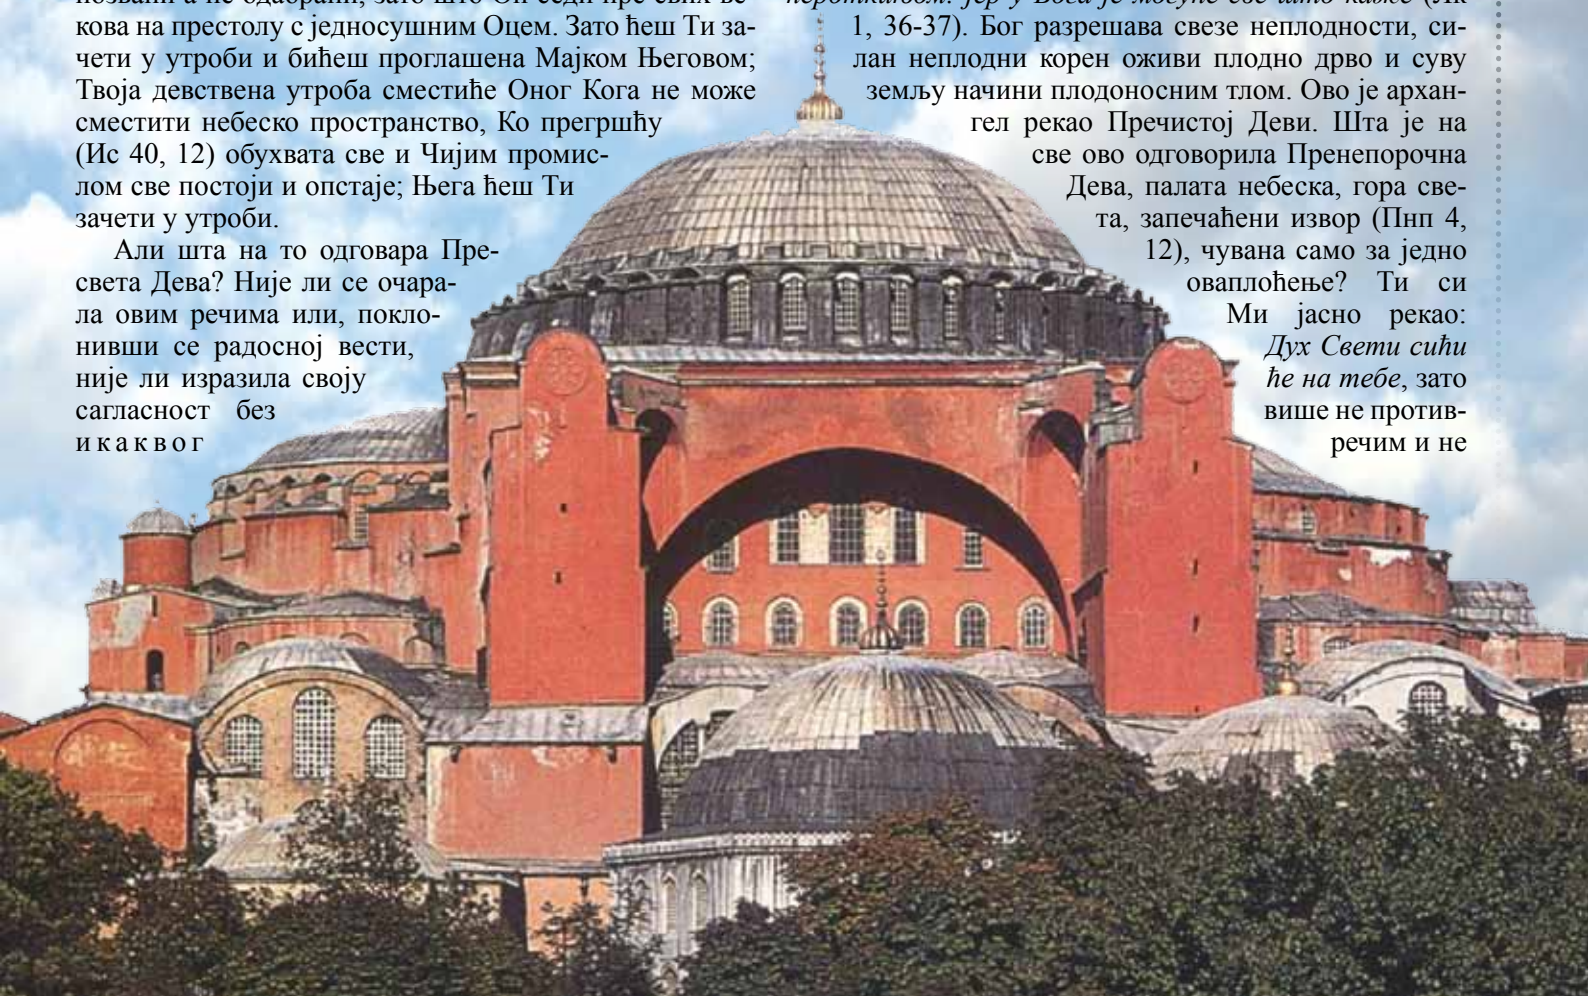 кова на престолу с једносушним Оцем. Зато ћеш Ти за-
чети у утроби и бићеш проглашена Мајком Његовом;
Твоја девствена утроба сместиће Оног Кога не може
сместити небеско пространство, Ко прегршћу
(Ис 40, 12) обухвата све и Чијим промис-
лом све постоји и опстаје; Њега ћеш Ти
зачети у утроби.
Али шта на то одговара Пре-
света Дева? Није ли се очара-
ла овим речима или, покло-
нивши се радосној вести,
није ли изразила своју
сагласност без
икаквог
1, 36-37). Бог разрешава свезе неплодности, си-
лан неплодни корен оживи плодно дрво и суву
земљу начини плодоносним тлом. Ово је архан-
гел рекао Пречистој Деви. Шта је на
све ово одговорила Пренепорочна
Дева, палата небеска, гора све-
та, запечаћени извор (Пнп 4,
12), чувана само за једно
оваплоћење? Ти си
Ми јасно рекао:
Дух Свети сићи
ће на тебе, зато
више не против-
речим и не